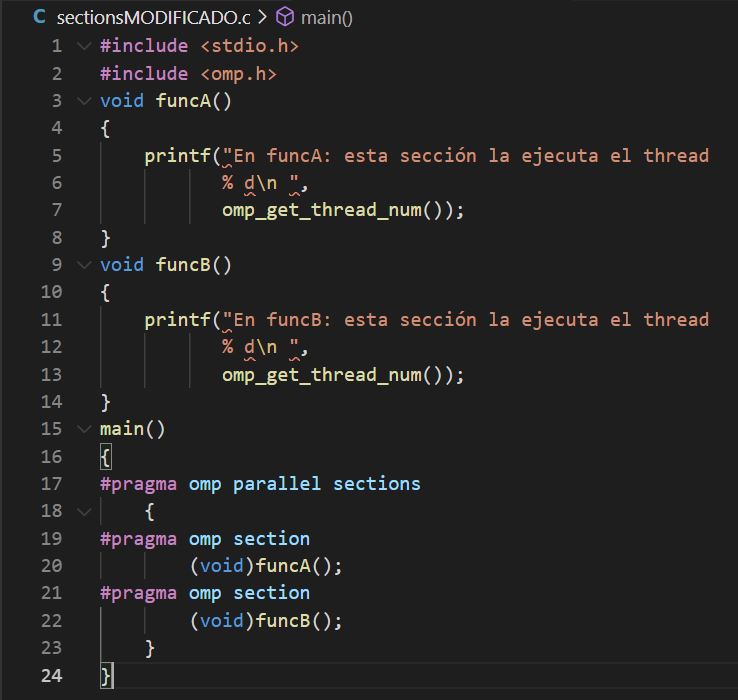 C sectionsMODIFICADO.c > main()
1 #include <stdio.h>
2 #include <omp.h>
3 void funcA()
4 {
5     printf("En funcA: esta sección la ejecuta el thread
6            % d\n ",
7            omp_get_thread_num());
8 }
9 void funcB()
10 {
11     printf("En funcB: esta sección la ejecuta el thread
12            % d\n ",
13            omp_get_thread_num());
14 }
15 main()
16 {
17 #pragma omp parallel sections
18     {
19 #pragma omp section
20         (void)funcA();
21 #pragma omp section
22         (void)funcB();
23     }
24 }